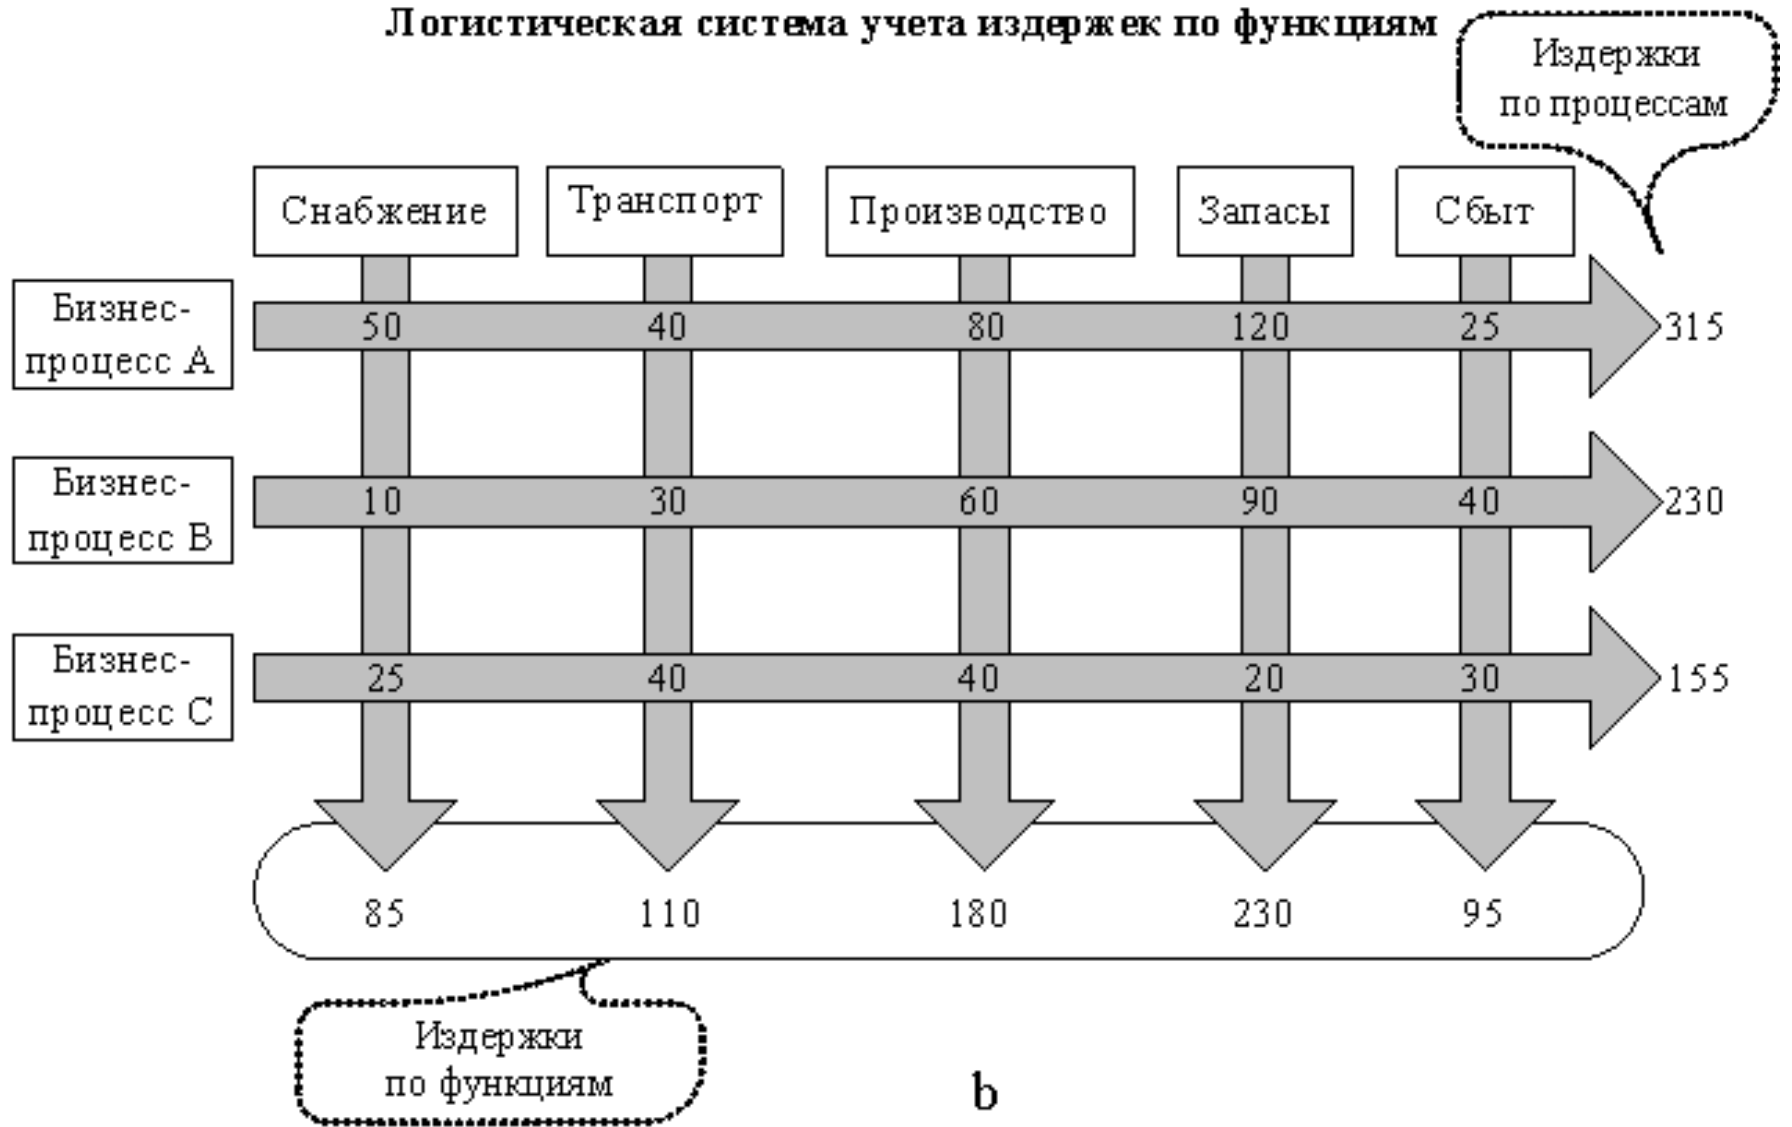 Логистическая система учета издержек по функциям
Издержки
по процессам
Снабжение
Транспорт
Производство
Запасы
Сбыт
Бизнес-
процесс А
50
40
80
120
25
315
Бизнес-
процесс В
10
30
60
90
40
230
Бизнес-
процесс С
25
40
40
20
30
155
85
110
180
230
95
Издержки
по функциям
b